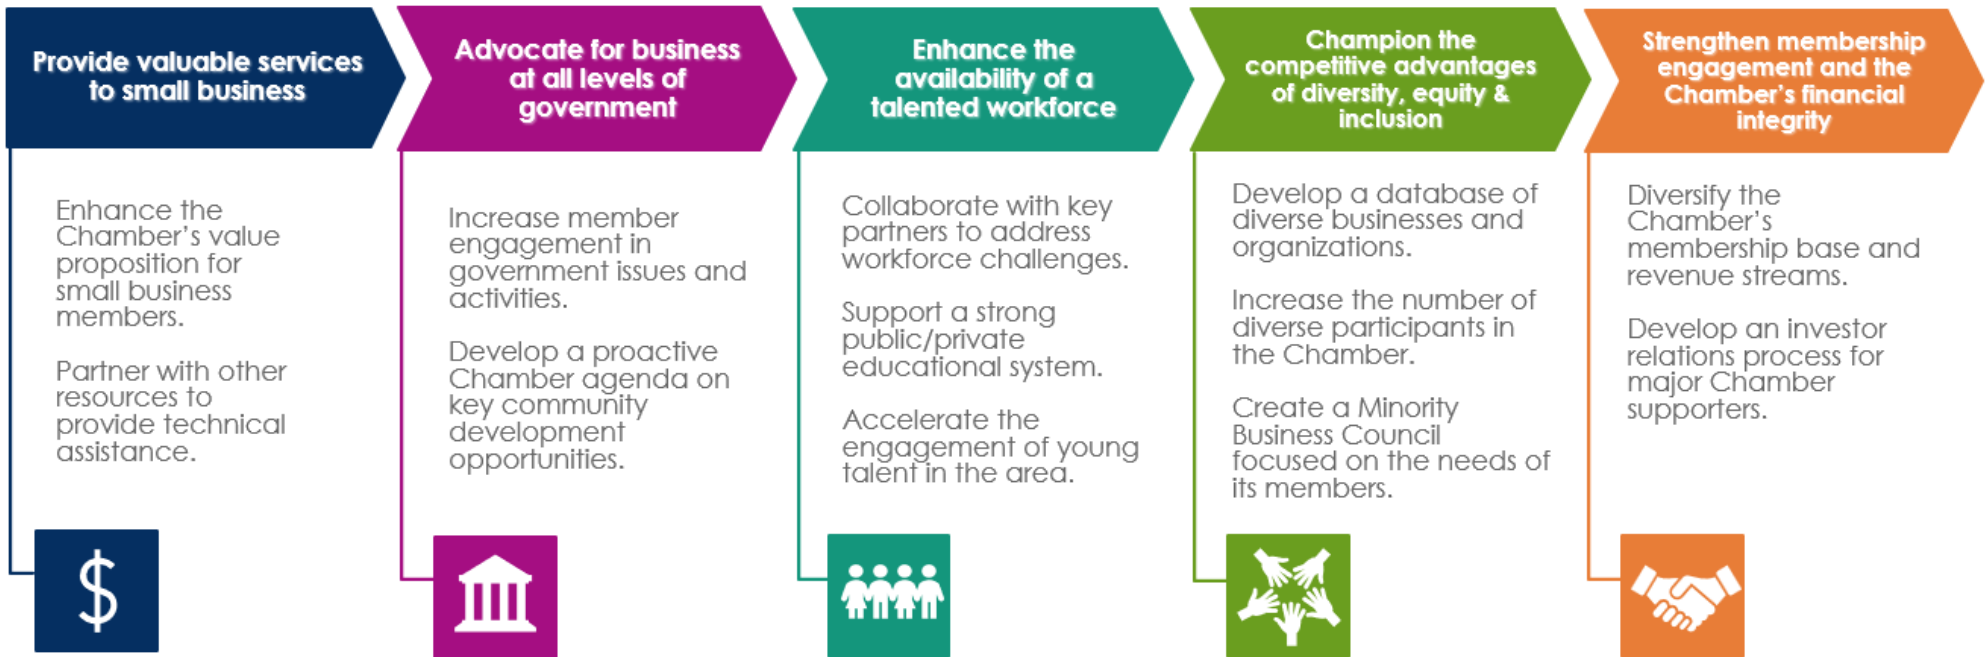 Provide valuable services
to small business
Enhance the
Chamber's value
proposition for
small business
members.
Partner with other
resources to
provide technical
assistance.
$
Advocate for business
at all levels of
government
Increase member
engagement in
government issues and
activities.
Develop a proactive
Chamber agenda on
key community
development
opportunities.
Enhance the
availability of a
talented workforce
Collaborate with key
partners to address
workforce challenges.
Support a strong
public/private
educational system.
Accelerate the
engagement of young
talent in the area.
Champion the
competitive advantages
of diversity, equity &
inclusion
Develop a database of
diverse businesses and
organizations.
Increase the number of
diverse participants in
the Chamber.
Create a Minority
Business Council
focused on the needs of
its members.
Strengthen membership
engagement and the
Chamber's financial
integrity
Diversify the
Chamber's
membership base and
revenue streams.
Develop an investor
relations process for
major Chamber
supporters.